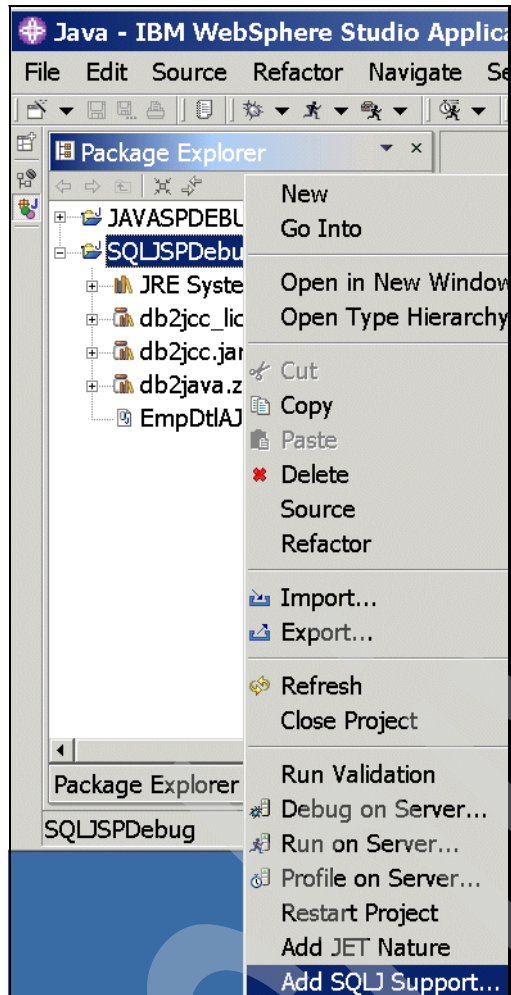 Java - IBM WebSphere Studio Applica
File Edit Source Refactor Navigate Se
Package Explorer
JAVASPDEBU
SQLJSPDebu
JRE Syste
db2jcc_lic
db2jcc.jar
db2java.z
EmpDtlAJ
New
Go Into
Open in New Window
Open Type Hierarchy
Cut
Copy
Paste
Delete
Source
Refactor
Import...
Export...
Refresh
Close Project
Run Validation
Debug on Server...
Run on Server...
Profile on Server...
Restart Project
Add JET Nature
Add SQLJ Support...
Package Explorer
SQLJSPDebug